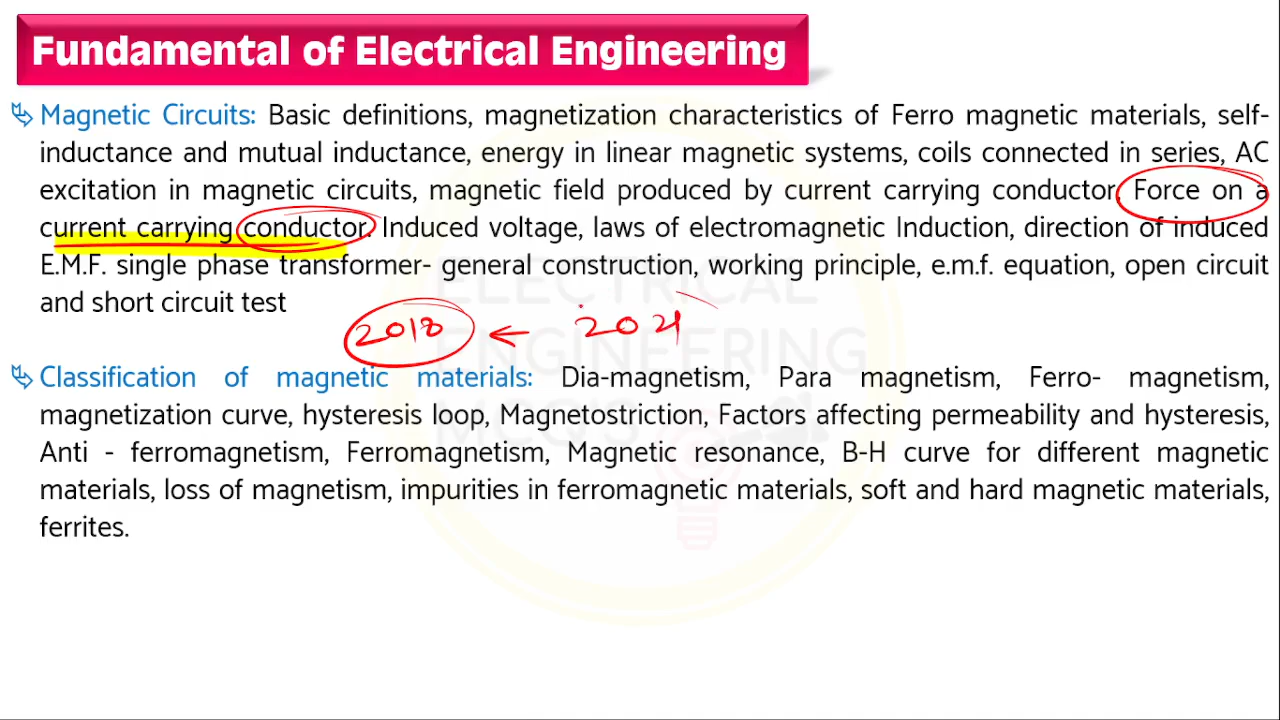 Fundamental of Electrical Engineering
Magnetic Circuits: Basic definitions, magnetization characteristics of Ferro magnetic materials, self-
inductance and mutual inductance, energy in linear magnetic systems, coils connected in series, AC
excitation in magnetic circuits, magnetic field produced by current carrying conductor, Force on a
current carrying conductor. Induced voltage, laws of electromagnetic Induction, direction of induced
E.M.F. single phase transformer- general construction, working principle, e.m.f. equation, open circuit
and short circuit test
2018 ← 2021
Classification of magnetic materials: Dia-magnetism, Para magnetism, Ferro- magnetism,
magnetization curve, hysteresis loop, Magnetostriction, Factors affecting permeability and hysteresis,
Anti - ferromagnetism, Ferromagnetism, Magnetic resonance, B-H curve for different magnetic
materials, loss of magnetism, impurities in ferromagnetic materials, soft and hard magnetic materials,
ferrites.
ELECTRICAL
ENGINEERING
MCQ'S